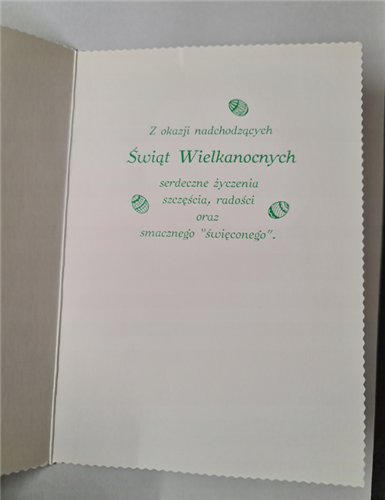 Z okazji nadchodzących
Świąt Wielkanocnych
serdeczne życzenia
szczęścia, radości
oraz
smacznego "święconego".